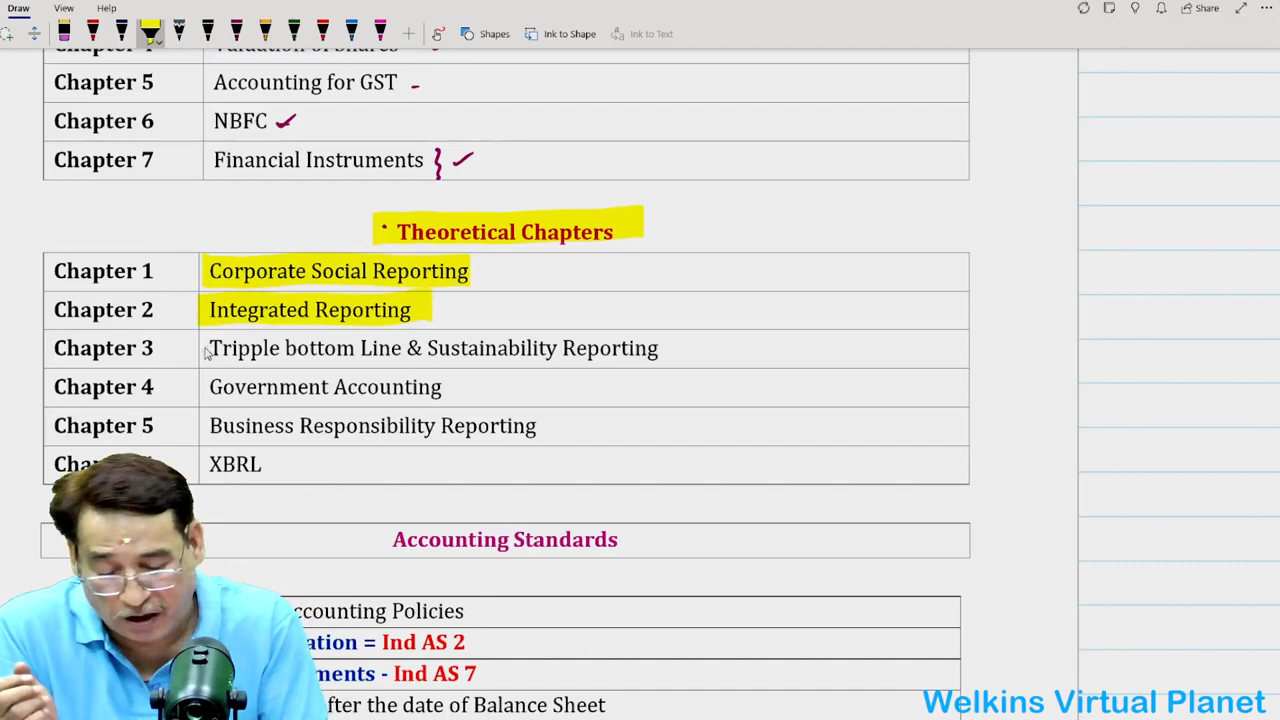 Draw View Help
Share
Shapes Ink to Shape Ink to Text
Valuation of Shares
Chapter 5 Accounting for GST
Chapter 6 NBFC
Chapter 7 Financial Instruments
Theoretical Chapters
Chapter 1 Corporate Social Reporting
Chapter 2 Integrated Reporting
Chapter 3 Tripple bottom Line & Sustainability Reporting
Chapter 4 Government Accounting
Chapter 5 Business Responsibility Reporting
XBRL
Accounting Standards
ccounting Policies
ation = Ind AS 2
ments - Ind AS 7
fter the date of Balance Sheet
Welkins Virtual Planet